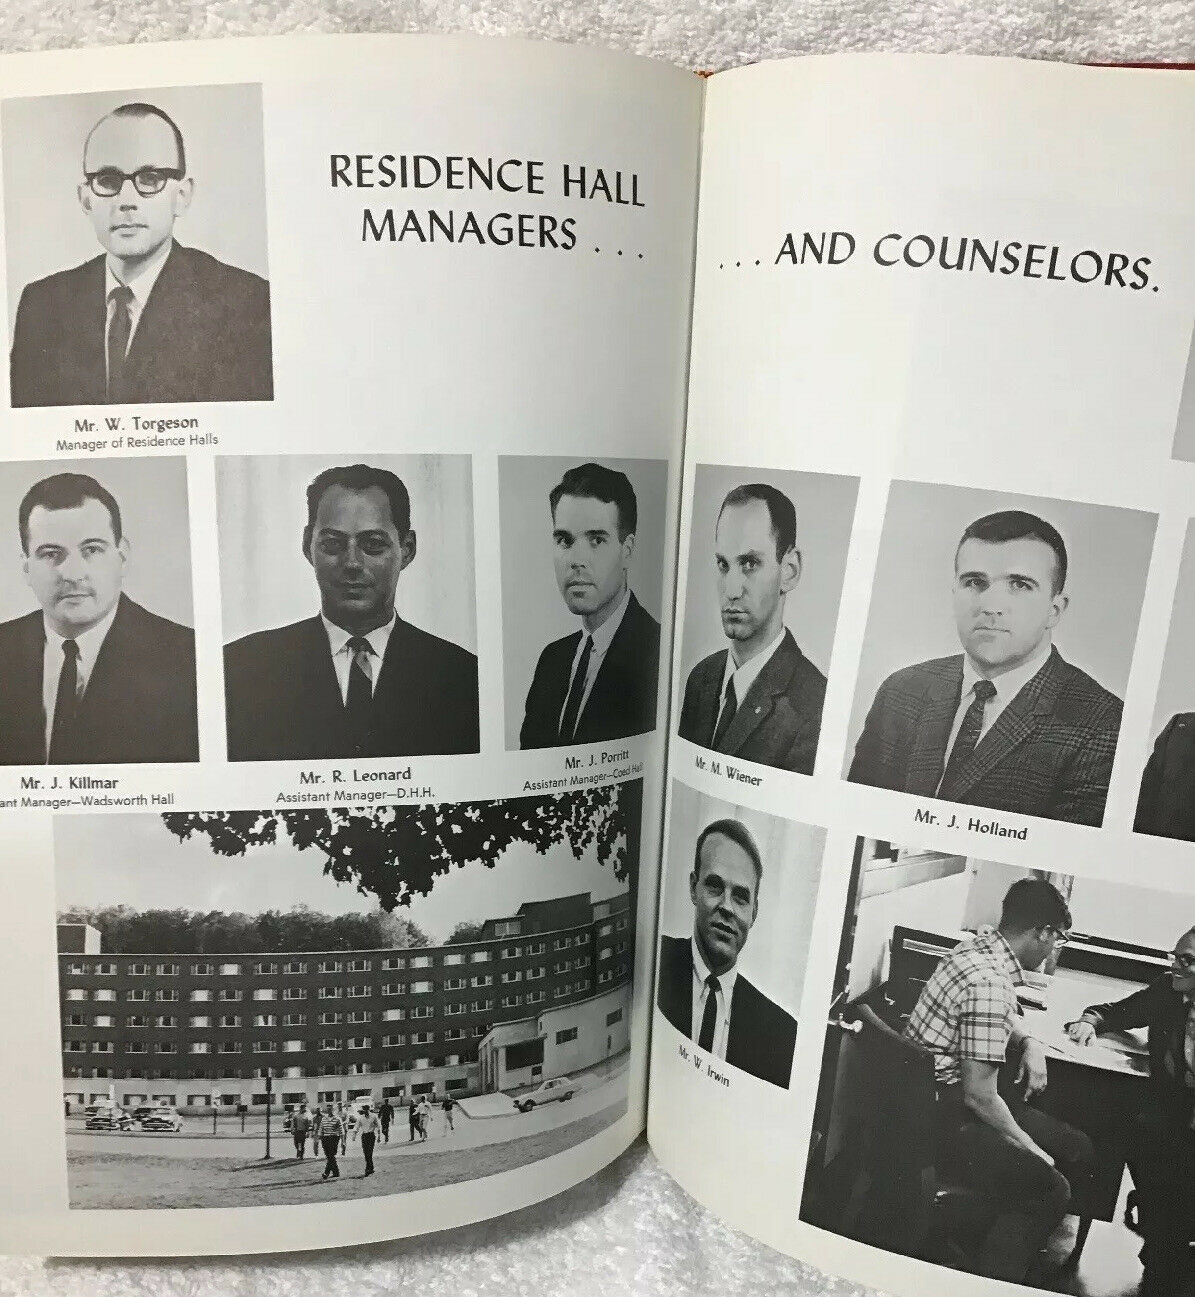 RESIDENCE HALL
MANAGERS . . .
Mr. W. Torgeson
Manager of Residence Halls
Mr. J. Killmar
ant Manager—Wadsworth Hall
Mr. R. Leonard
Assistant Manager—D.H.H.
Mr. J. Porritt
Assistant Manager—Coed Hall
. . . AND COUNSELORS.
Mr. M. Wiener
Mr. J. Holland
Mr. W. Irwin